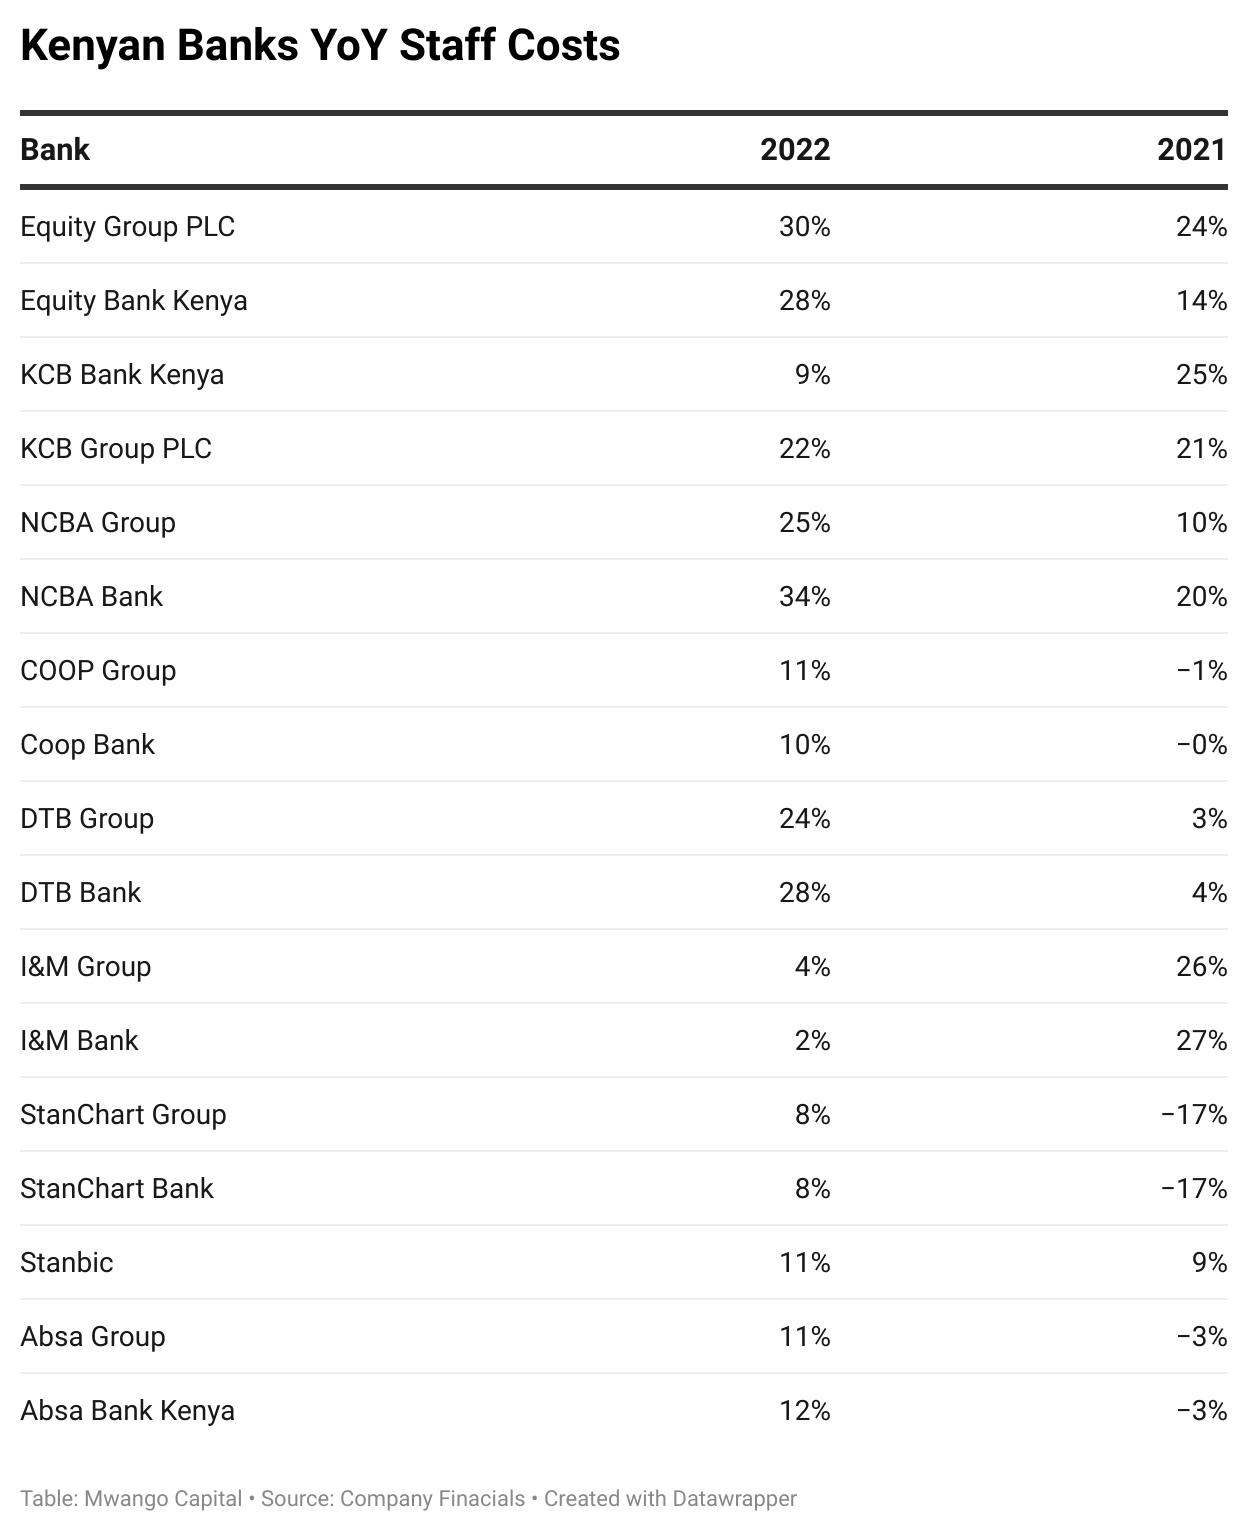 Kenyan Banks YoY Staff Costs
Bank 2022 2021
Equity Group PLC 30% 24%
Equity Bank Kenya 28% 14%
KCB Bank Kenya 9% 25%
KCB Group PLC 22% 21%
NCBA Group 25% 10%
NCBA Bank 34% 20%
COOP Group 11% −1%
Coop Bank 10% −0%
DTB Group 24% 3%
DTB Bank 28% 4%
I&M Group 4% 26%
I&M Bank 2% 27%
StanChart Group 8% −17%
StanChart Bank 8% −17%
Stanbic 11% 9%
Absa Group 11% −3%
Absa Bank Kenya 12% −3%
Table: Mwango Capital • Source: Company Finacials • Created with Datawrapper